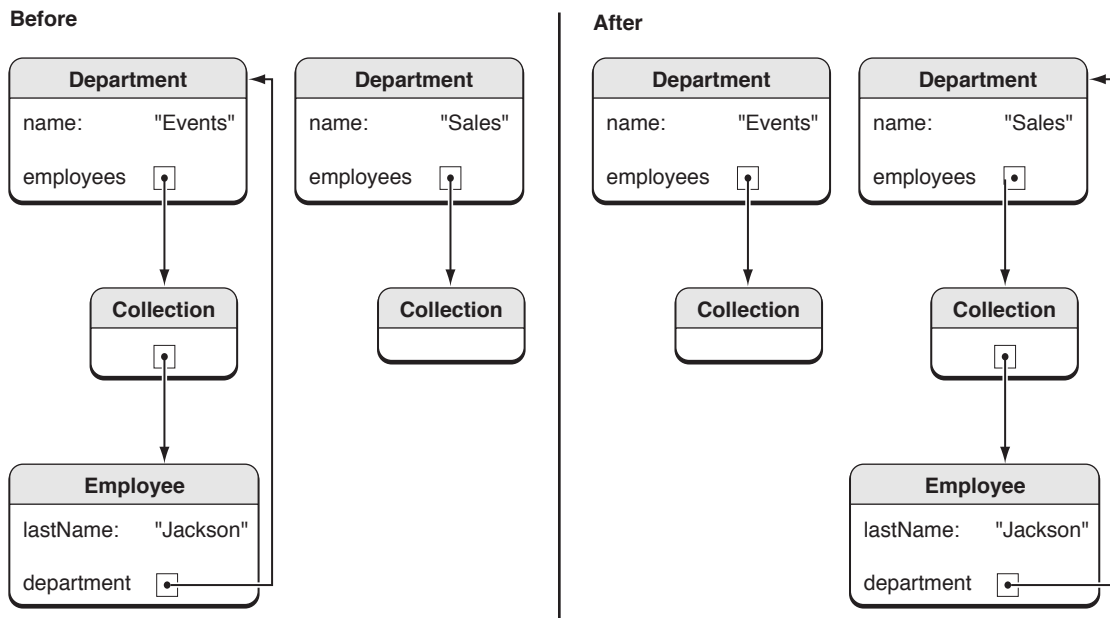 Before
Department
name: "Events"
employees
Department
name: "Sales"
employees
Collection
Collection
Employee
lastName: "Jackson"
department
After
Department
name: "Events"
employees
Department
name: "Sales"
employees
Collection
Collection
Employee
lastName: "Jackson"
department